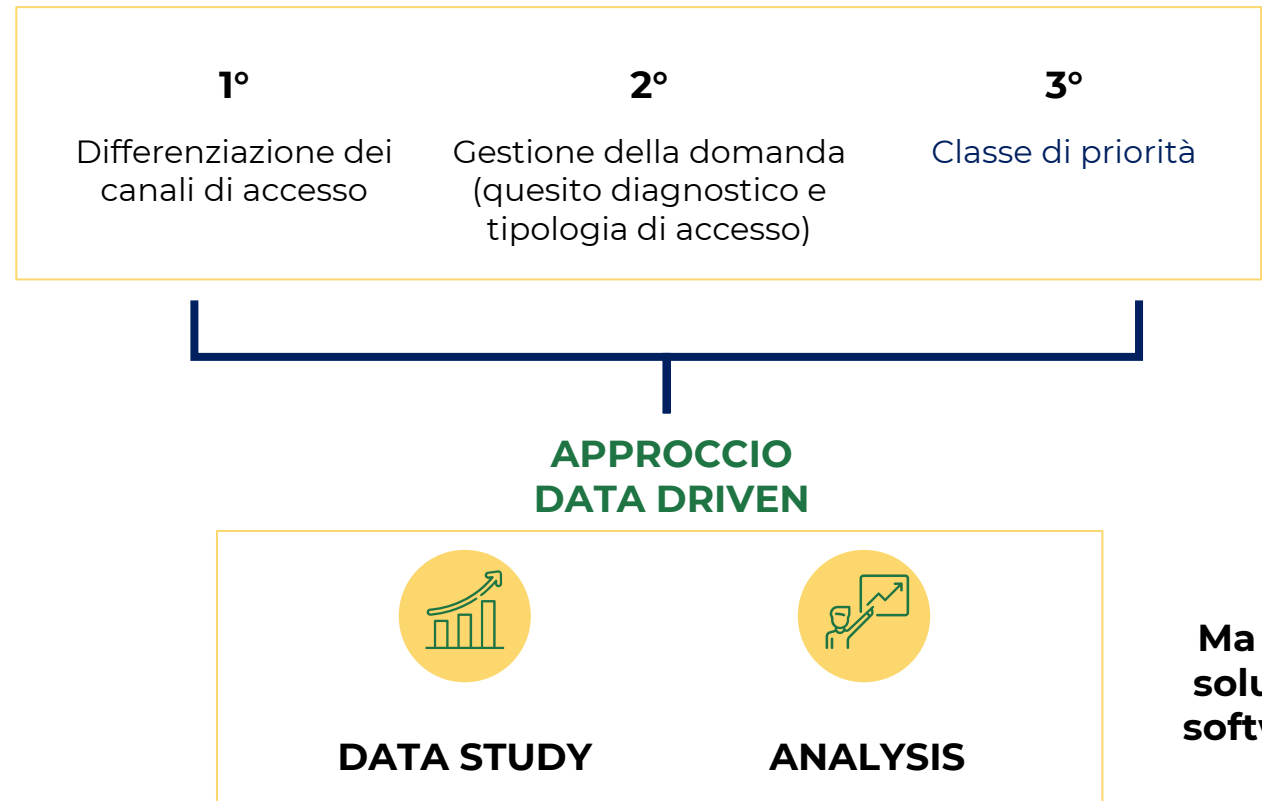 1°
Differenziazione dei
canali di accesso
2°
Gestione della domanda
(quesito diagnostico e
tipologia di accesso)
3°
Classe di priorità
APPROCCIO
DATA DRIVEN
DATA STUDY
ANALYSIS
Ma